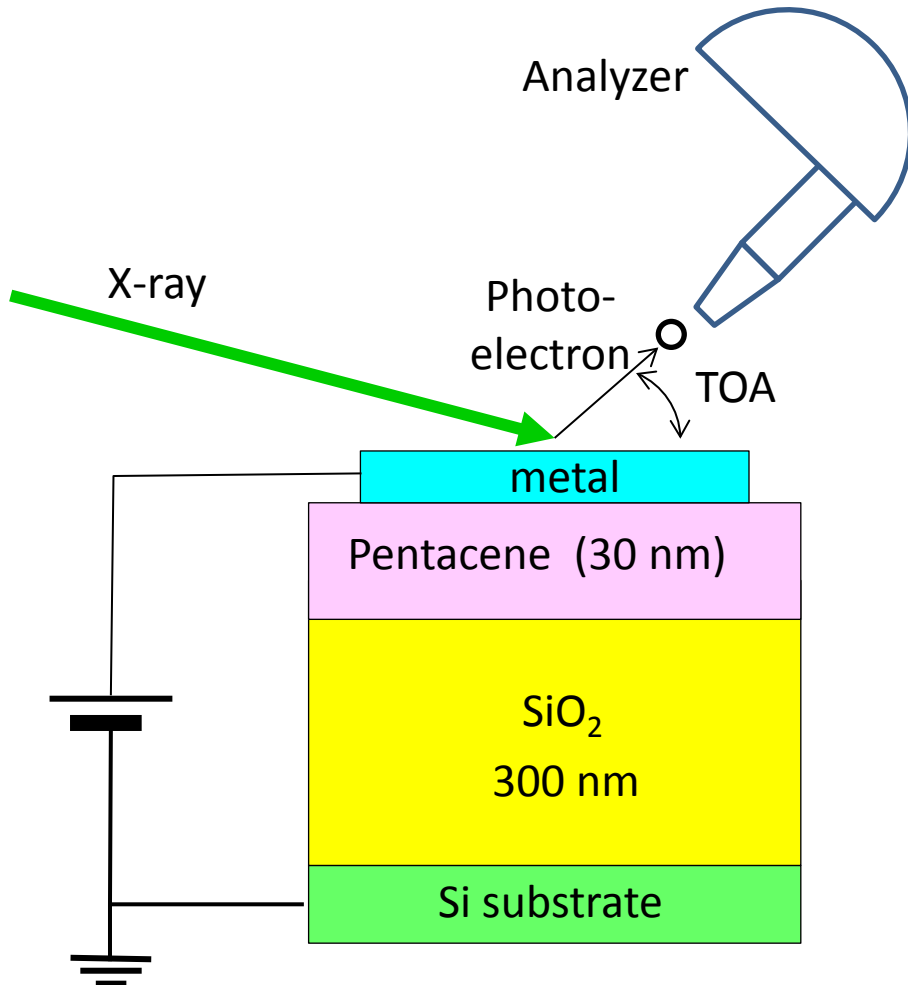 Analyzer
X-ray
Photo-
electron
TOA
metal
Pentacene (30 nm)
SiO₂
300 nm
Si substrate